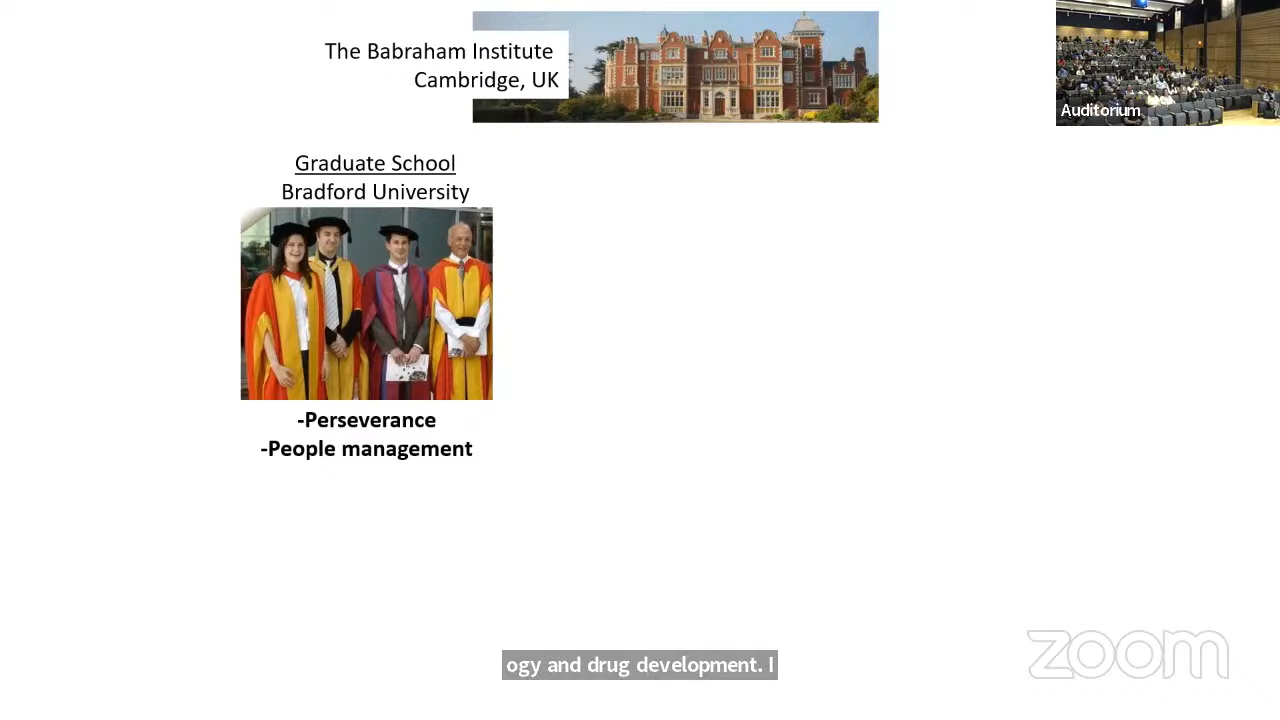 The Babraham Institute
Cambridge, UK
Auditorium
Graduate School
Bradford University
-Perseverance
-People management
ogy and drug development. I
zoom